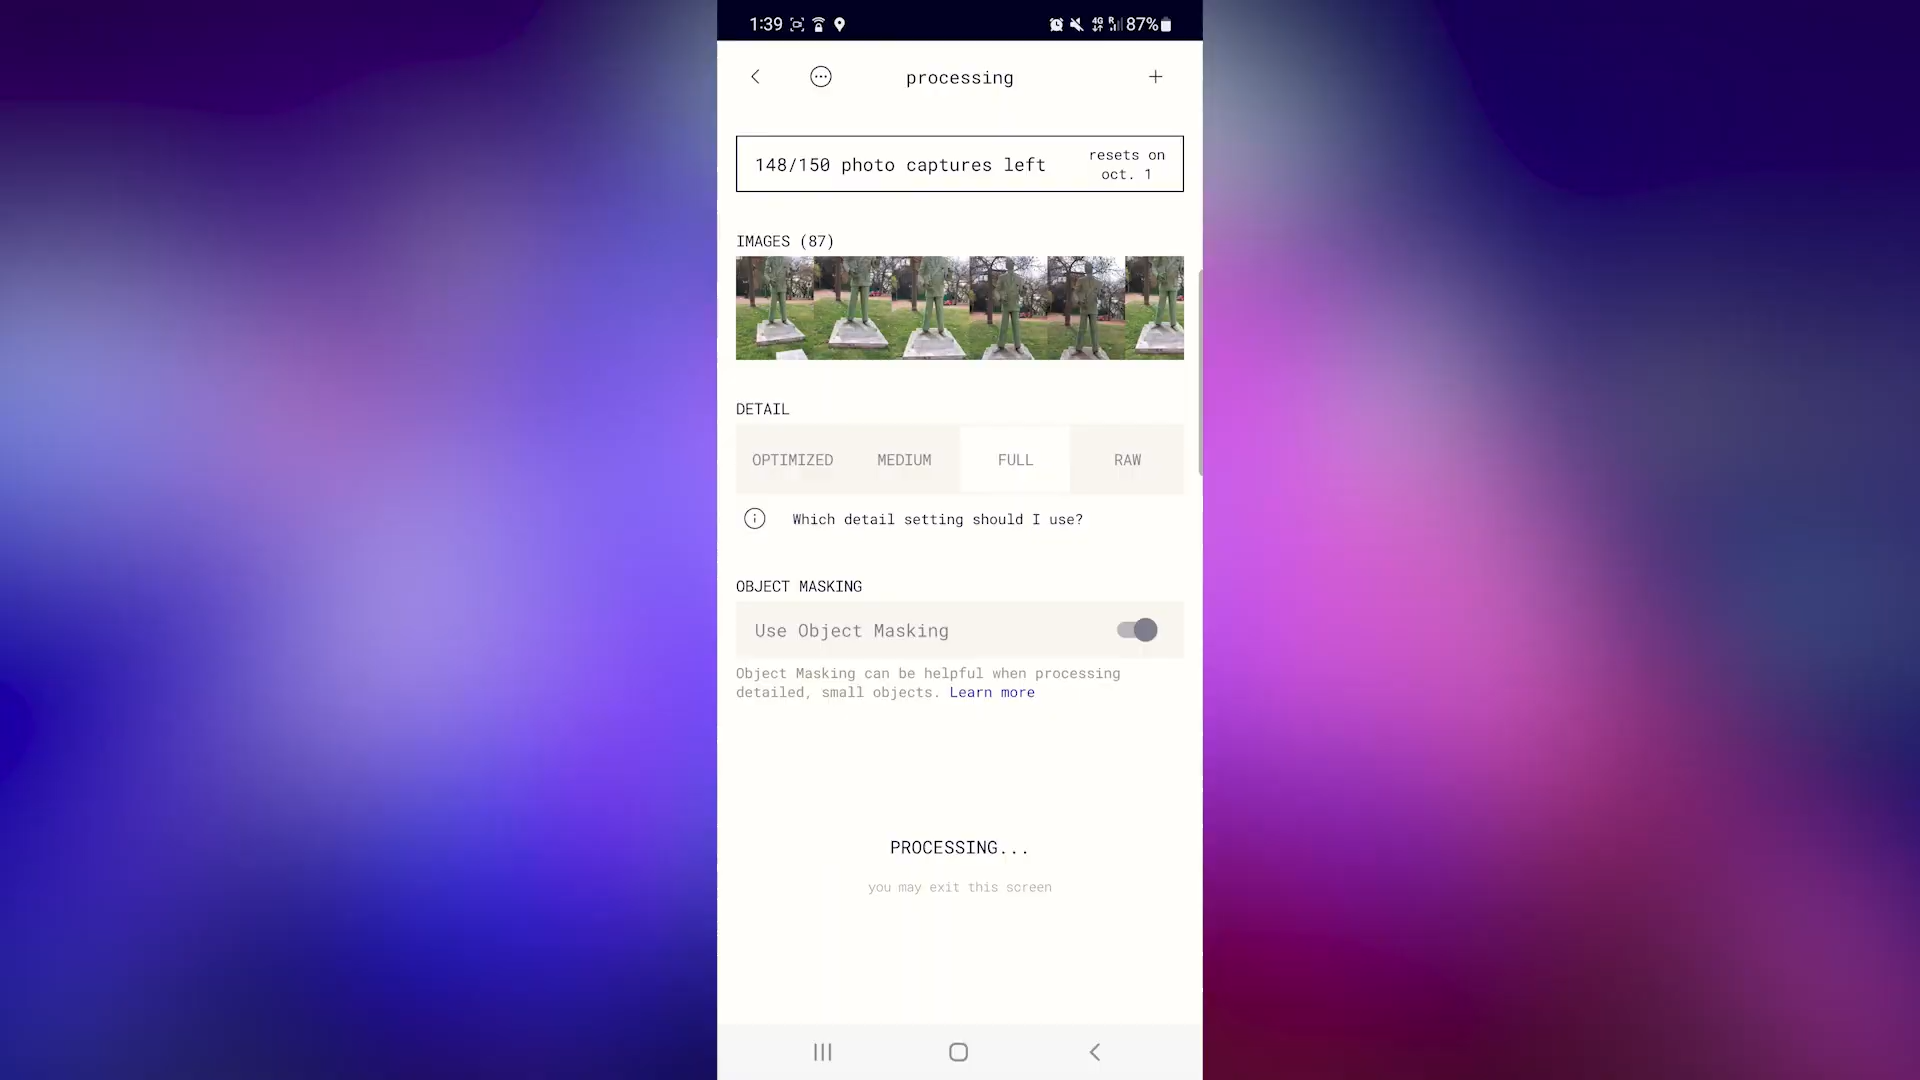 1:39
4G R 87%
processing
148/150 photo captures left
resets on
oct. 1
IMAGES (87)
DETAIL
OPTIMIZED MEDIUM FULL RAW
Which detail setting should I use?
OBJECT MASKING
Use Object Masking
Object Masking can be helpful when processing
detailed, small objects. Learn more
PROCESSING...
you may exit this screen